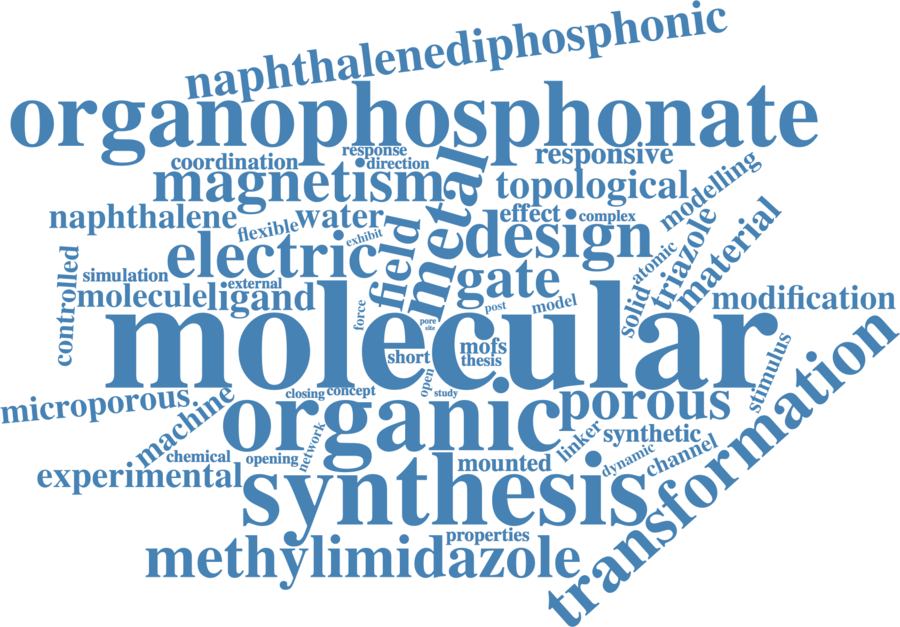 naphthalenediphosphonic
organophosphonate
response
coordination
direction
responsive
magnetism
metal
topological
modelling
naphthalene
water
flexible
exhibit
effect
complex
field
design
triazole
material
electric
controlled
simulation
external
gate
atomic
solid
molecule
ligand
force
post
model
modification
pore
site
molecular
short
mofs
thesis
stimulus
open
study
closing
concept
microporous
machine
organic
porous
transformation
network
linker
synthetic
chemical
opening
mounted
dynamic
channel
experimental
synthesis
properties
methylimidazole